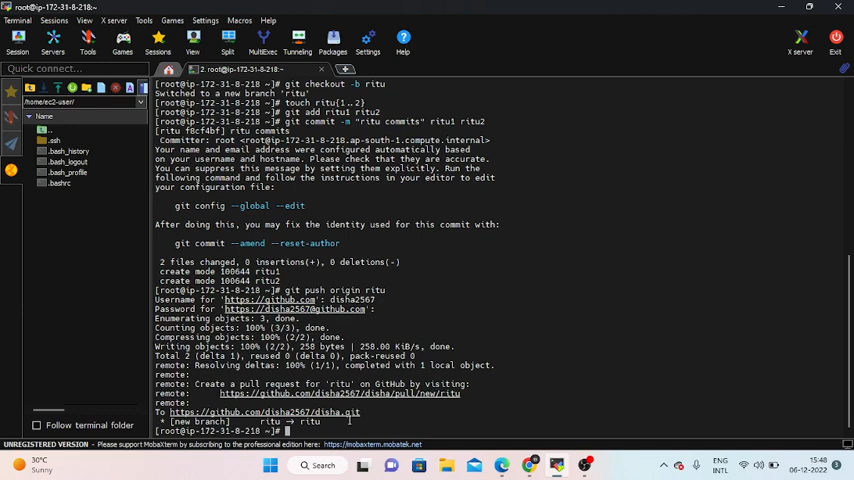 root@ip-172-31-8-218:~
Terminal Sessions View X server Tools Games Settings Macros Help
Session Servers Tools Games Sessions View Split MultiExec Tunneling Packages Settings Help X server Exit
Quick connect...
2. root@ip-172-31-8-218:~
/home/ec2-user/
Name
..
.ssh
.bash_history
.bash_logout
.bash_profile
.bashrc
[root@ip-172-31-8-218 ~]# git checkout -b ritu
Switched to a new branch 'ritu'
[root@ip-172-31-8-218 ~]# touch ritu{1..2}
[root@ip-172-31-8-218 ~]# git add ritu1 ritu2
[root@ip-172-31-8-218 ~]# git commit -m "ritu commits" ritu1 ritu2
[ritu f8cf4bf] ritu commits
Committer: root <root@ip-172-31-8-218.ap-south-1.compute.internal>
Your name and email address were configured automatically based
on your username and hostname. Please check that they are accurate.
You can suppress this message by setting them explicitly. Run the
following command and follow the instructions in your editor to edit
your configuration file:
git config --global --edit
After doing this, you may fix the identity used for this commit with:
git commit --amend --reset-author
2 files changed, 0 insertions(+), 0 deletions(-)
create mode 100644 ritu1
create mode 100644 ritu2
[root@ip-172-31-8-218 ~]# git push origin ritu
Username for 'https://github.com': disha2567
Password for 'https://disha2567@github.com':
Enumerating objects: 3, done.
Counting objects: 100% (3/3), done.
Compressing objects: 100% (2/2), done.
Writing objects: 100% (2/2), 258 bytes | 258.00 KiB/s, done.
Total 2 (delta 1), reused 0 (delta 0), pack-reused 0
remote: Resolving deltas: 100% (1/1), completed with 1 local object.
remote:
remote: Create a pull request for 'ritu' on GitHub by visiting:
remote: https://github.com/disha2567/disha/pull/new/ritu
remote:
To https://github.com/disha2567/disha.git
* [new branch] ritu -> ritu
[root@ip-172-31-8-218 ~]#
Follow terminal folder
UNREGISTERED VERSION - Please support MobaXterm by subscribing to the professional edition here: https://mobaxterm.mobatek.net
30°C
Sunny
Search
ENG
INTL
15:48
06-12-2022